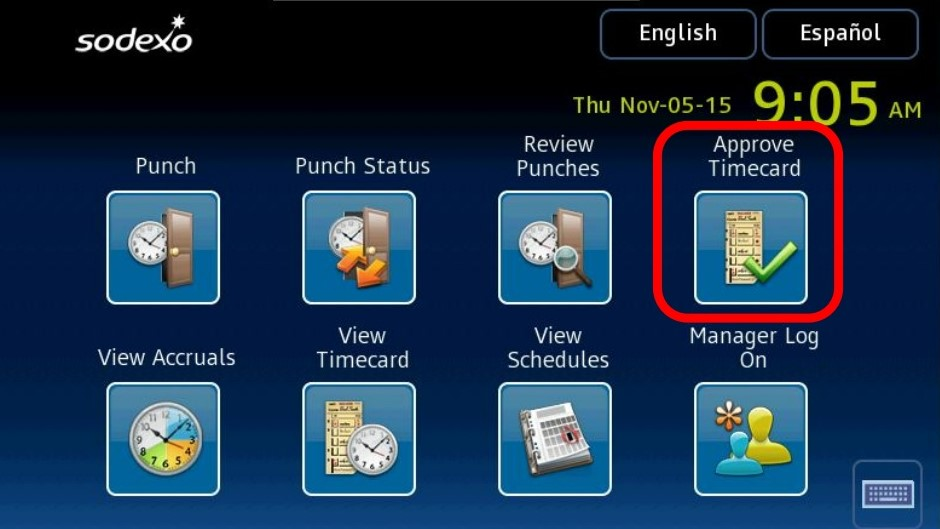 sodexo
English
Español
Thu Nov-05-15 9:05 AM
Punch
Punch Status
Review
Punches
Approve
Timecard
View Accruals
View
Timecard
View
Schedules
Manager Log
On